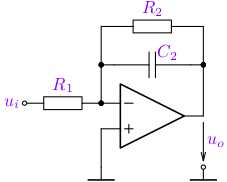 R₂
C₂
R₁
uᵢ
−
+
uₒ